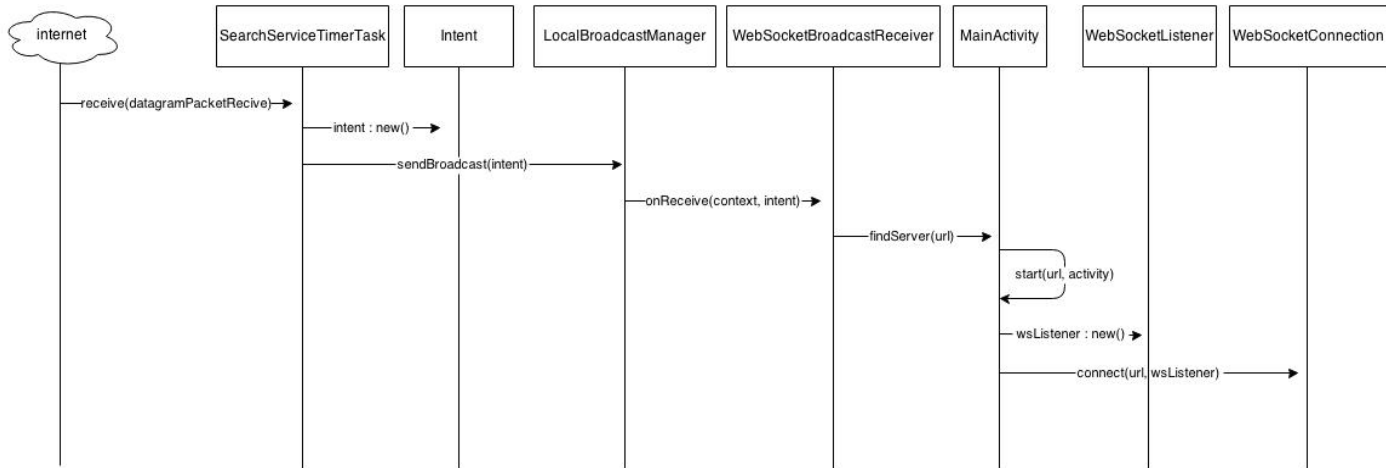 internet
SearchServiceTimerTask
Intent
LocalBroadcastManager
WebSocketBroadcastReceiver
MainActivity
WebSocketListener
WebSocketConnection
receive(datagramPacketRecive)
intent : new()
sendBroadcast(intent)
onReceive(context, intent)
findServer(url)
start(url, activity)
wsListener : new()
connect(url, wsListener)